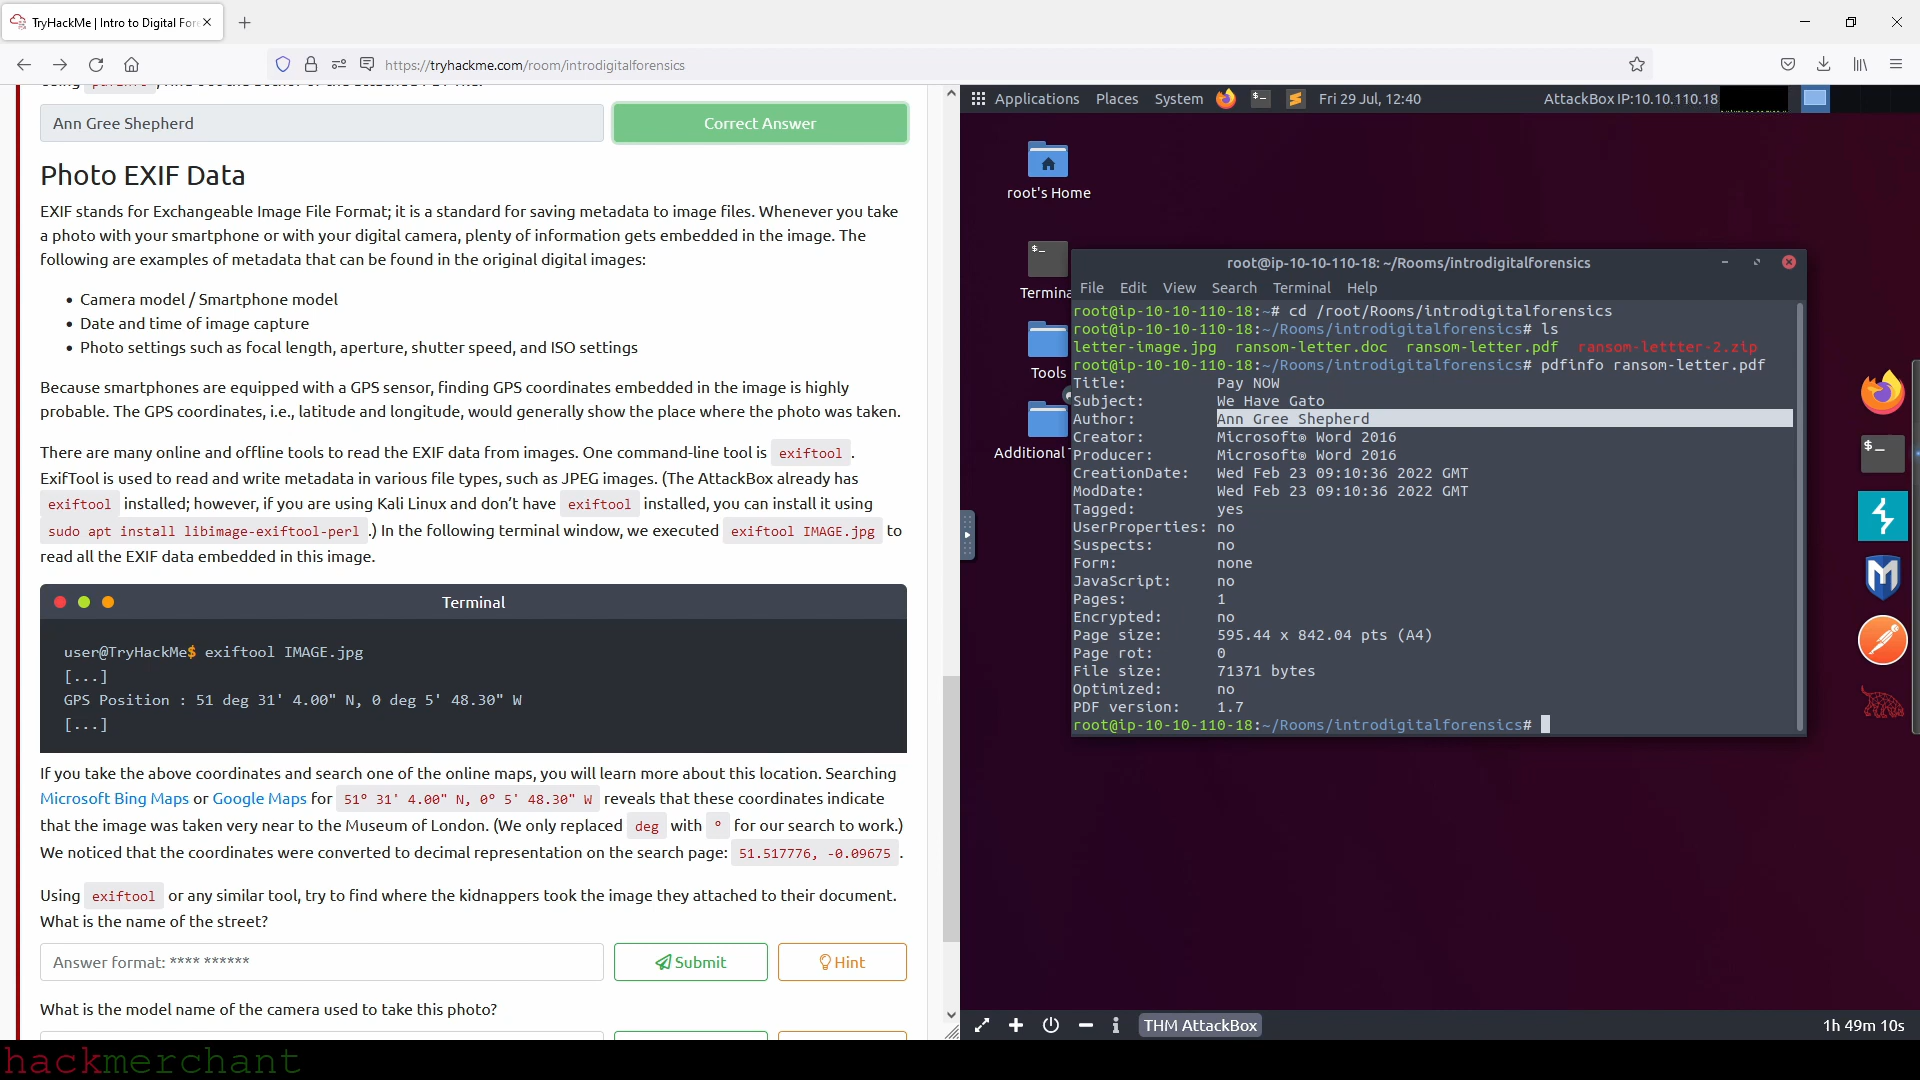 TryHackMe | Intro to Digital For
https://tryhackme.com/room/introdigitalforensics
Ann Gree Shepherd
Correct Answer
Photo EXIF Data
EXIF stands for Exchangeable Image File Format; it is a standard for saving metadata to image files. Whenever you take
a photo with your smartphone or with your digital camera, plenty of information gets embedded in the image. The
following are examples of metadata that can be found in the original digital images:
• Camera model / Smartphone model
• Date and time of image capture
• Photo settings such as focal length, aperture, shutter speed, and ISO settings
Because smartphones are equipped with a GPS sensor, finding GPS coordinates embedded in the image is highly
probable. The GPS coordinates, i.e., latitude and longitude, would generally show the place where the photo was taken.
There are many online and offline tools to read the EXIF data from images. One command-line tool is exiftool .
ExifTool is used to read and write metadata in various file types, such as JPEG images. (The AttackBox already has
exiftool installed; however, if you are using Kali Linux and don't have exiftool installed, you can install it using
sudo apt install libimage-exiftool-perl .) In the following terminal window, we executed exiftool IMAGE.jpg to
read all the EXIF data embedded in this image.
Terminal
user@TryHackMe$ exiftool IMAGE.jpg
[...]
GPS Position : 51 deg 31' 4.00" N, 0 deg 5' 48.30" W
[...]
If you take the above coordinates and search one of the online maps, you will learn more about this location. Searching
Microsoft Bing Maps or Google Maps for 51° 31' 4.00" N, 0° 5' 48.30" W reveals that these coordinates indicate
that the image was taken very near to the Museum of London. (We only replaced deg with ° for our search to work.)
We noticed that the coordinates were converted to decimal representation on the search page: 51.517776, -0.09675 .
Using exiftool or any similar tool, try to find where the kidnappers took the image they attached to their document.
What is the name of the street?
Answer format: **** ******
Submit
Hint
What is the model name of the camera used to take this photo?
Applications Places System Fri 29 Jul, 12:40 AttackBox IP:10.10.110.18
root's Home
Termina
Tools
Additional
root@ip-10-10-110-18: ~/Rooms/introdigitalforensics
File Edit View Search Terminal Help
root@ip-10-10-110-18:~# cd /root/Rooms/introdigitalforensics
root@ip-10-10-110-18:~/Rooms/introdigitalforensics# ls
letter-image.jpg ransom-letter.doc ransom-letter.pdf ransom-lettter-2.zip
root@ip-10-10-110-18:~/Rooms/introdigitalforensics# pdfinfo ransom-letter.pdf
Title: Pay NOW
Subject: We Have Gato
Author: Ann Gree Shepherd
Creator: Microsoft® Word 2016
Producer: Microsoft® Word 2016
CreationDate: Wed Feb 23 09:10:36 2022 GMT
ModDate: Wed Feb 23 09:10:36 2022 GMT
Tagged: yes
UserProperties: no
Suspects: no
Form: none
JavaScript: no
Pages: 1
Encrypted: no
Page size: 595.44 x 842.04 pts (A4)
Page rot: 0
File size: 71371 bytes
Optimized: no
PDF version: 1.7
root@ip-10-10-110-18:~/Rooms/introdigitalforensics#
THM AttackBox
1h 49m 10s
hackmerchant